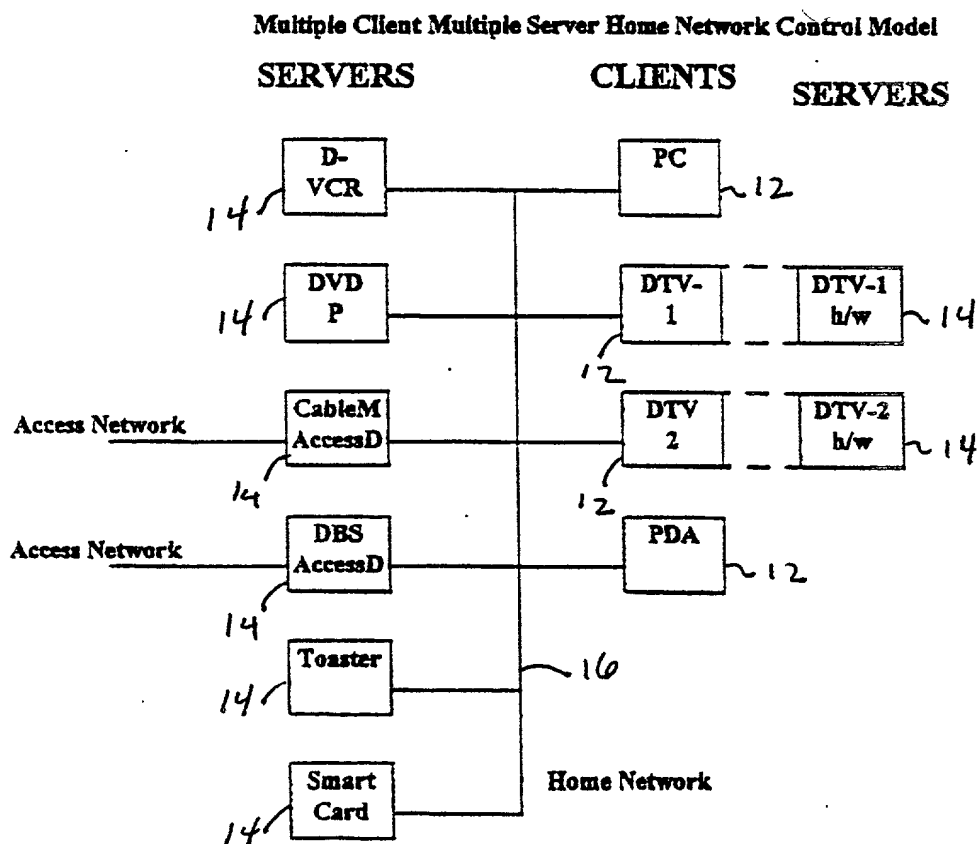 Multiple Client Multiple Server Home Network Control Model
SERVERS
CLIENTS
SERVERS
D-
VCR
14
PC
12
DVD
P
14
DTV-
1
12
DTV-1
h/w
14
Access Network
CableM
AccessD
14
DTV
2
12
DTV-2
h/w
14
Access Network
DBS
AccessD
14
PDA
12
Toaster
14
16
Smart
Card
14
Home Network